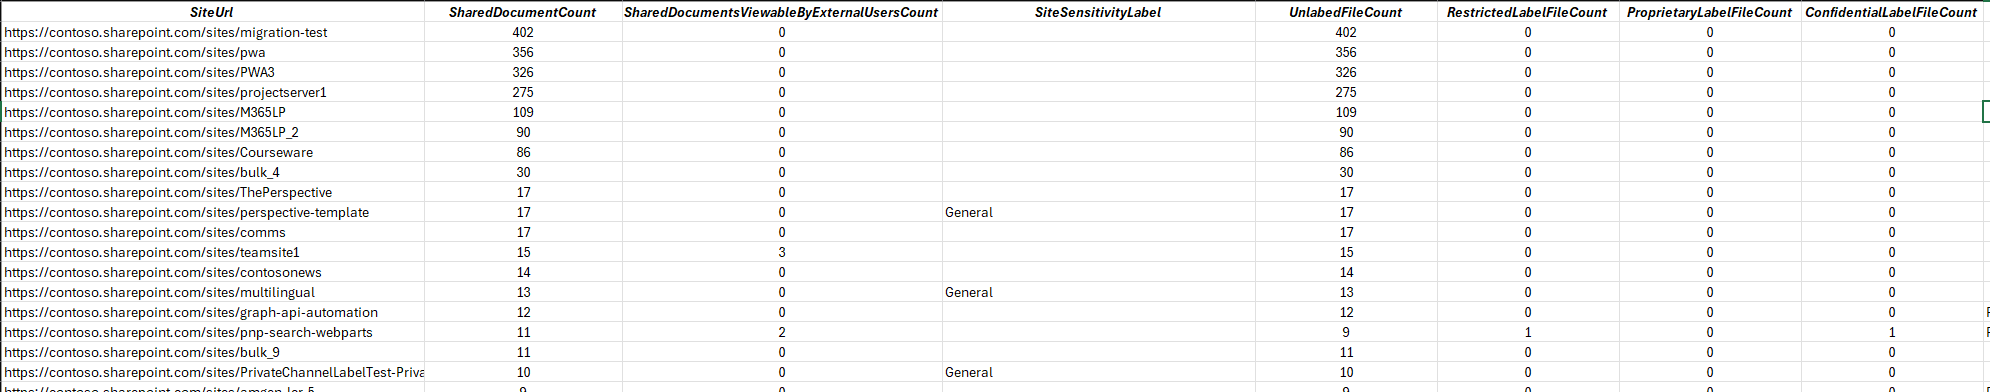 SiteUrl SharedDocumentCount SharedDocumentsViewableByExternalUsersCount SiteSensitivityLabel UnlabedFileCount RestrictedLabelFileCount ProprietaryLabelFileCount ConfidentialLabelFileCount
https://contoso.sharepoint.com/sites/migration-test 402 0 402 0 0 0
https://contoso.sharepoint.com/sites/pwa 356 0 356 0 0 0
https://contoso.sharepoint.com/sites/PWA3 326 0 326 0 0 0
https://contoso.sharepoint.com/sites/projectserver1 275 0 275 0 0 0
https://contoso.sharepoint.com/sites/M365LP 109 0 109 0 0 0
https://contoso.sharepoint.com/sites/M365LP_2 90 0 90 0 0 0
https://contoso.sharepoint.com/sites/Courseware 86 0 86 0 0 0
https://contoso.sharepoint.com/sites/bulk_4 30 0 30 0 0 0
https://contoso.sharepoint.com/sites/ThePerspective 17 0 17 0 0 0
https://contoso.sharepoint.com/sites/perspective-template 17 0 General 17 0 0 0
https://contoso.sharepoint.com/sites/comms 17 0 17 0 0 0
https://contoso.sharepoint.com/sites/teamsite1 15 3 15 0 0 0
https://contoso.sharepoint.com/sites/contosonews 14 0 14 0 0 0
https://contoso.sharepoint.com/sites/multilingual 13 0 General 13 0 0 0
https://contoso.sharepoint.com/sites/graph-api-automation 12 0 12 0 0 0
https://contoso.sharepoint.com/sites/pnp-search-webparts 11 2 9 1 0 1
https://contoso.sharepoint.com/sites/bulk_9 11 0 11 0 0 0
https://contoso.sharepoint.com/sites/PrivateChannelLabelTest-Priva 10 0 General 10 0 0 0